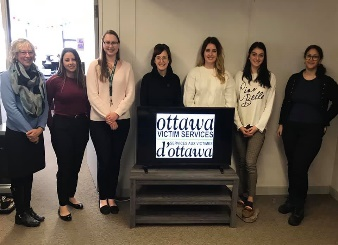 ottawa
VICTIM SERVICES
SERVICES AUX VICTIMES
d'ottawa